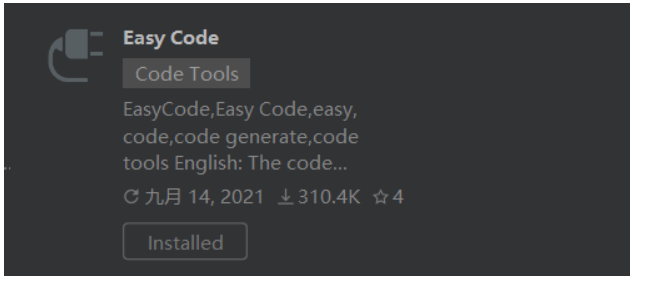 Easy Code
Code Tools
EasyCode,Easy Code,easy,
code,code generate,code
tools English: The code...
九月 14, 2021 310.4K 4
Installed